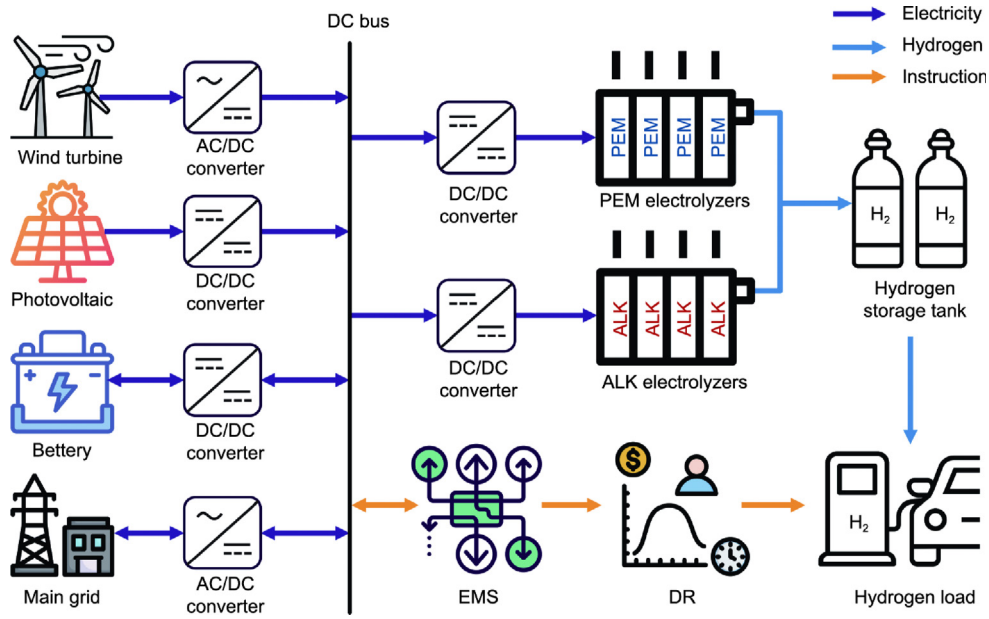 DC bus
Electricity
Hydrogen
Instruction
Wind turbine
AC/DC
converter
DC/DC
converter
PEM
PEM
PEM
PEM
PEM electrolyzers
H2
H2
Hydrogen
storage tank
Photovoltaic
DC/DC
converter
DC/DC
converter
ALK
ALK
ALK
ALK
ALK electrolyzers
+
−
Bettery
DC/DC
converter
Main grid
AC/DC
converter
EMS
$
DR
H2
Hydrogen load